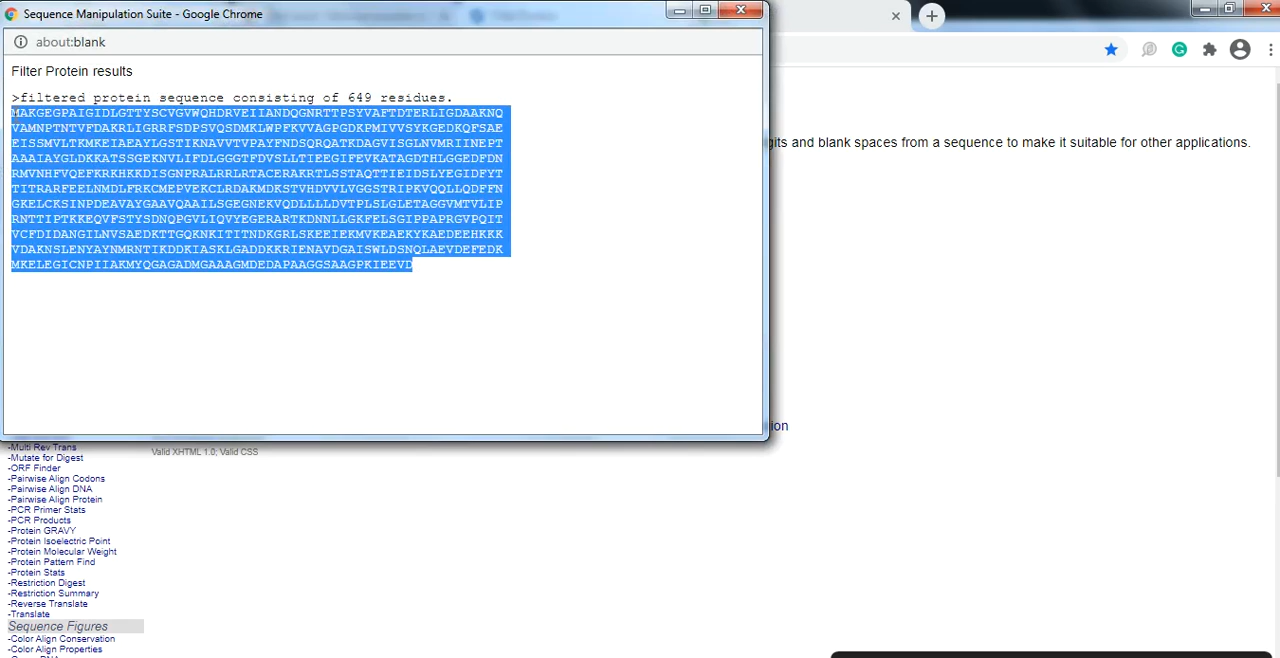 Sequence Manipulation Suite - Google Chrome
about:blank
Filter Protein results
>filtered protein sequence consisting of 649 residues.
MAKGEGPAIGIDLGTTYSCVGVWQHDRVEIIANDQGNRTTPSYVAFTDTERLIGDAAKNQ
VAMNPTNTVFDAKRLIGRRFSDPSVQSDMKLWPFKVVAGPGDKPMIVVSYKGEDKQFSAE
EISSMVLTKMKEIAEAYLGSTIKNAVVTVPAYFNDSQRQATKDAGVISGLNVMRIINEPT
AAAIAYGLDKKATSSGEKNVLIFDLGGGTFDVSLLTIEEGIFEVKATAGDTHLGGEDFDN
RMVNHFVQEFKRKHKKDISGNPRALRRLRTACERAKRTLSSTAQTTIEIDSLYEGIDFYT
TITRARFEELNMDLFRKCMEPVEKCLRDAKMDKSTVHDVVLVGGSTRIPKVQQLLQDFFN
GKELCKSINPDEAVAYGAAVQAAILSGEGNEKVQDLLLLDVTPLSLGLETAGGVMTVLIP
RNTTIPTKKEQVFSTYSDNQPGVLIQVYEGERARTKDNNLLGKFELSGIPPAPRGVPQIT
VCFDIDANGILNVSAEDKTTGQKNKITITNDKGRLSKEEIEKMVKEAEKYKAEDEEHKKK
VDAKNSLENYAYNMRNTIKDDKIASKLGADDKKRIENAVDGAISWLDSNQLAEVDEFEDK
MKELEGICNPIIAKMYQGAGADMGAAAGMDEDAPAAGGSAAGPKIEEVD
gits and blank spaces from a sequence to make it suitable for other applications.
ion
Valid XHTML 1.0; Valid CSS
-Multi Rev Trans
-Mutate for Digest
-ORF Finder
-Pairwise Align Codons
-Pairwise Align DNA
-Pairwise Align Protein
-PCR Primer Stats
-PCR Products
-Protein GRAVY
-Protein Isoelectric Point
-Protein Molecular Weight
-Protein Pattern Find
-Protein Stats
-Restriction Digest
-Restriction Summary
-Reverse Translate
-Translate
Sequence Figures
-Color Align Conservation
-Color Align Properties